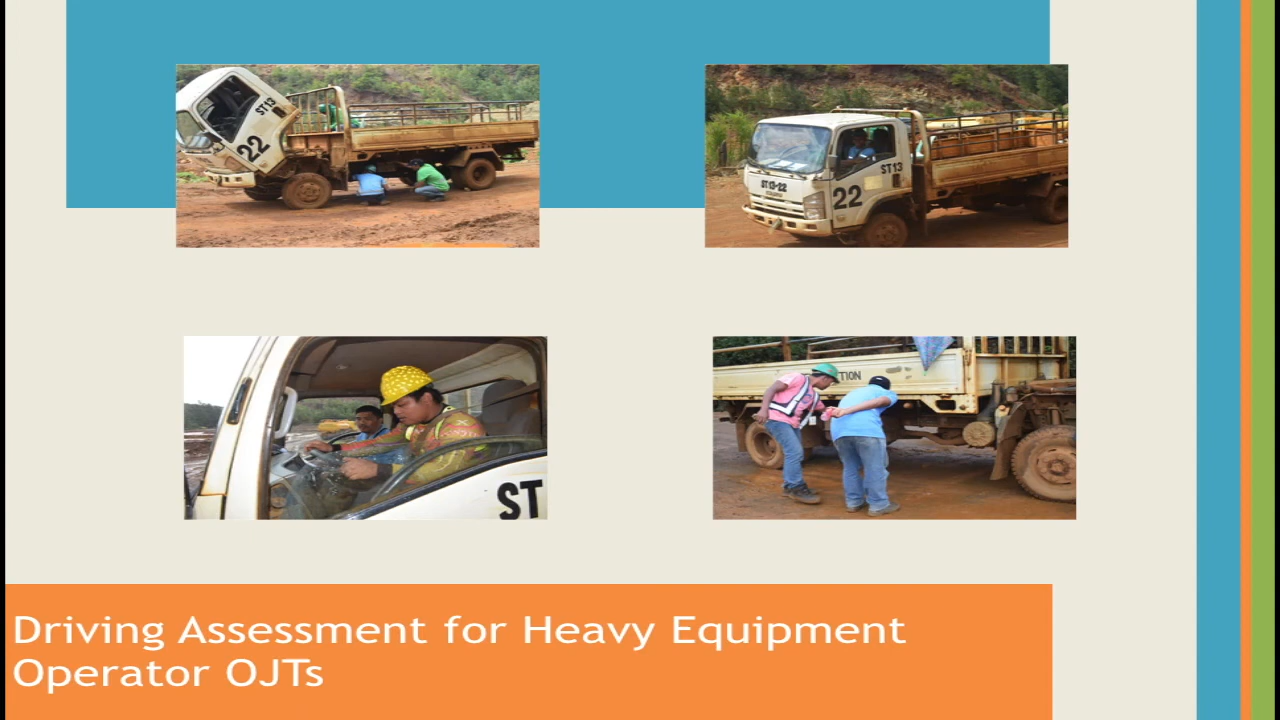 ST13
22
ST13
ST13-22
22
ST
TION
Driving Assessment for Heavy Equipment
Operator OJTs